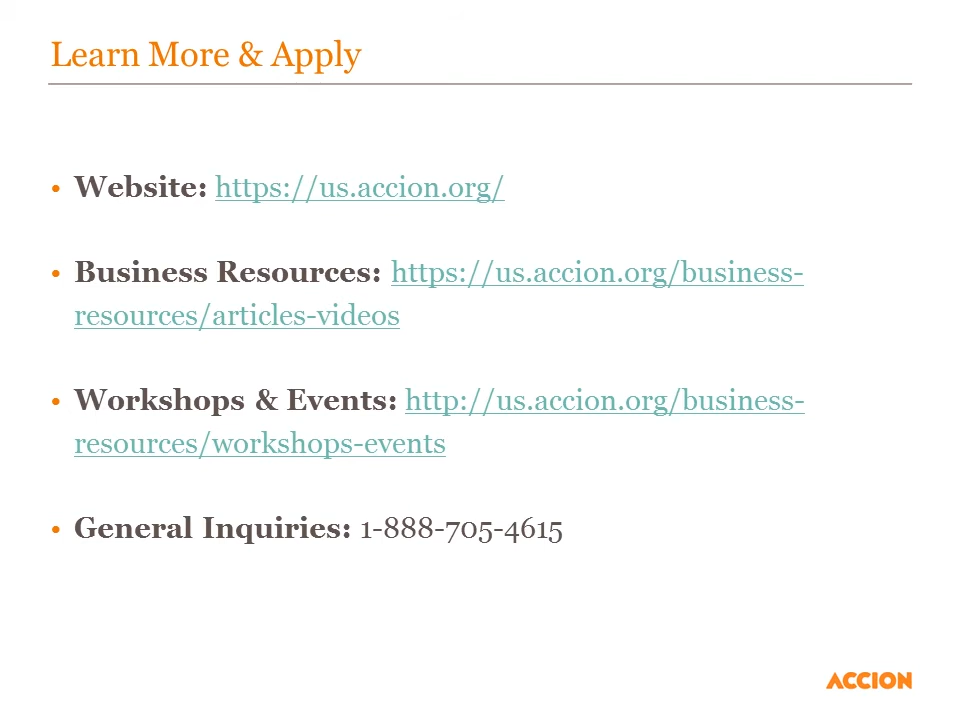 Learn More & Apply
• Website: https://us.accion.org/
• Business Resources: https://us.accion.org/business-
resources/articles-videos
• Workshops & Events: http://us.accion.org/business-
resources/workshops-events
• General Inquiries: 1-888-705-4615
ACCION